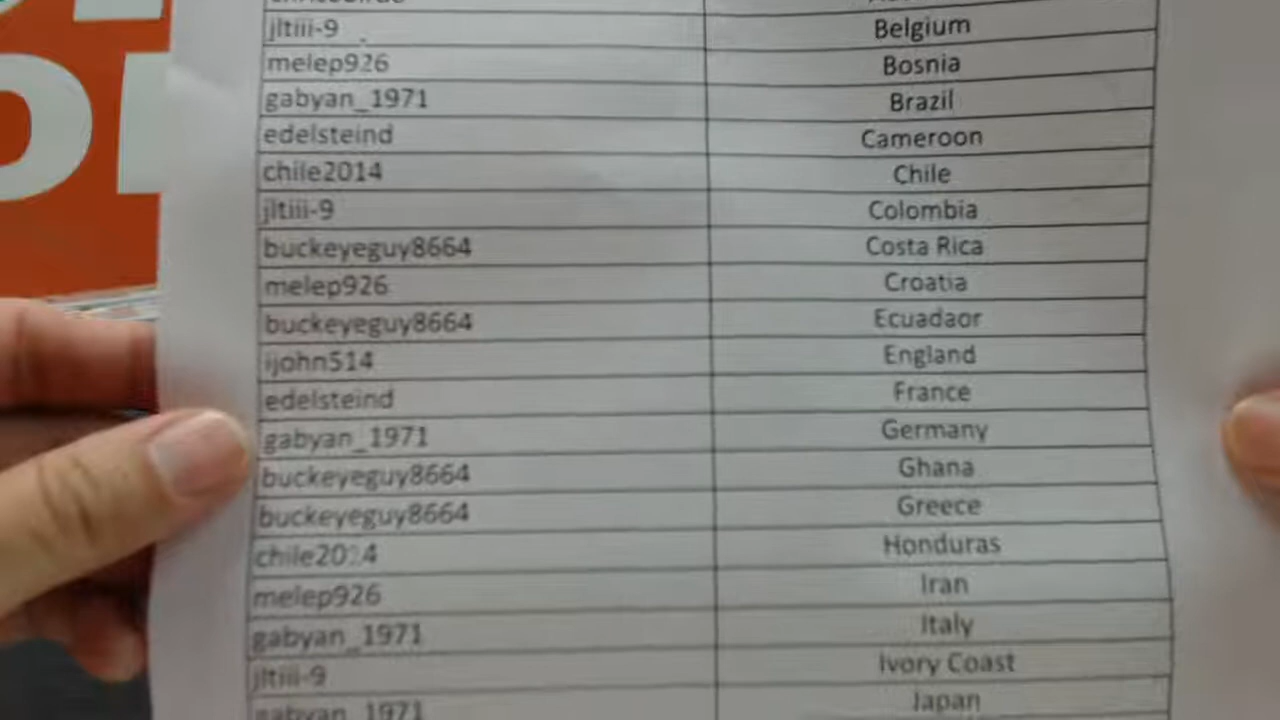 jltiii-9 Belgium
melep926 Bosnia
gabyan_1971 Brazil
edelsteind Cameroon
chile2014 Chile
jltiii-9 Colombia
buckeyeguy8664 Costa Rica
melep926 Croatia
buckeyeguy8664 Ecuadaor
ijohn514 England
edelsteind France
gabyan_1971 Germany
buckeyeguy8664 Ghana
buckeyeguy8664 Greece
chile2014 Honduras
melep926 Iran
gabyan_1971 Italy
jltiii-9 Ivory Coast
gabyan_1971 Japan